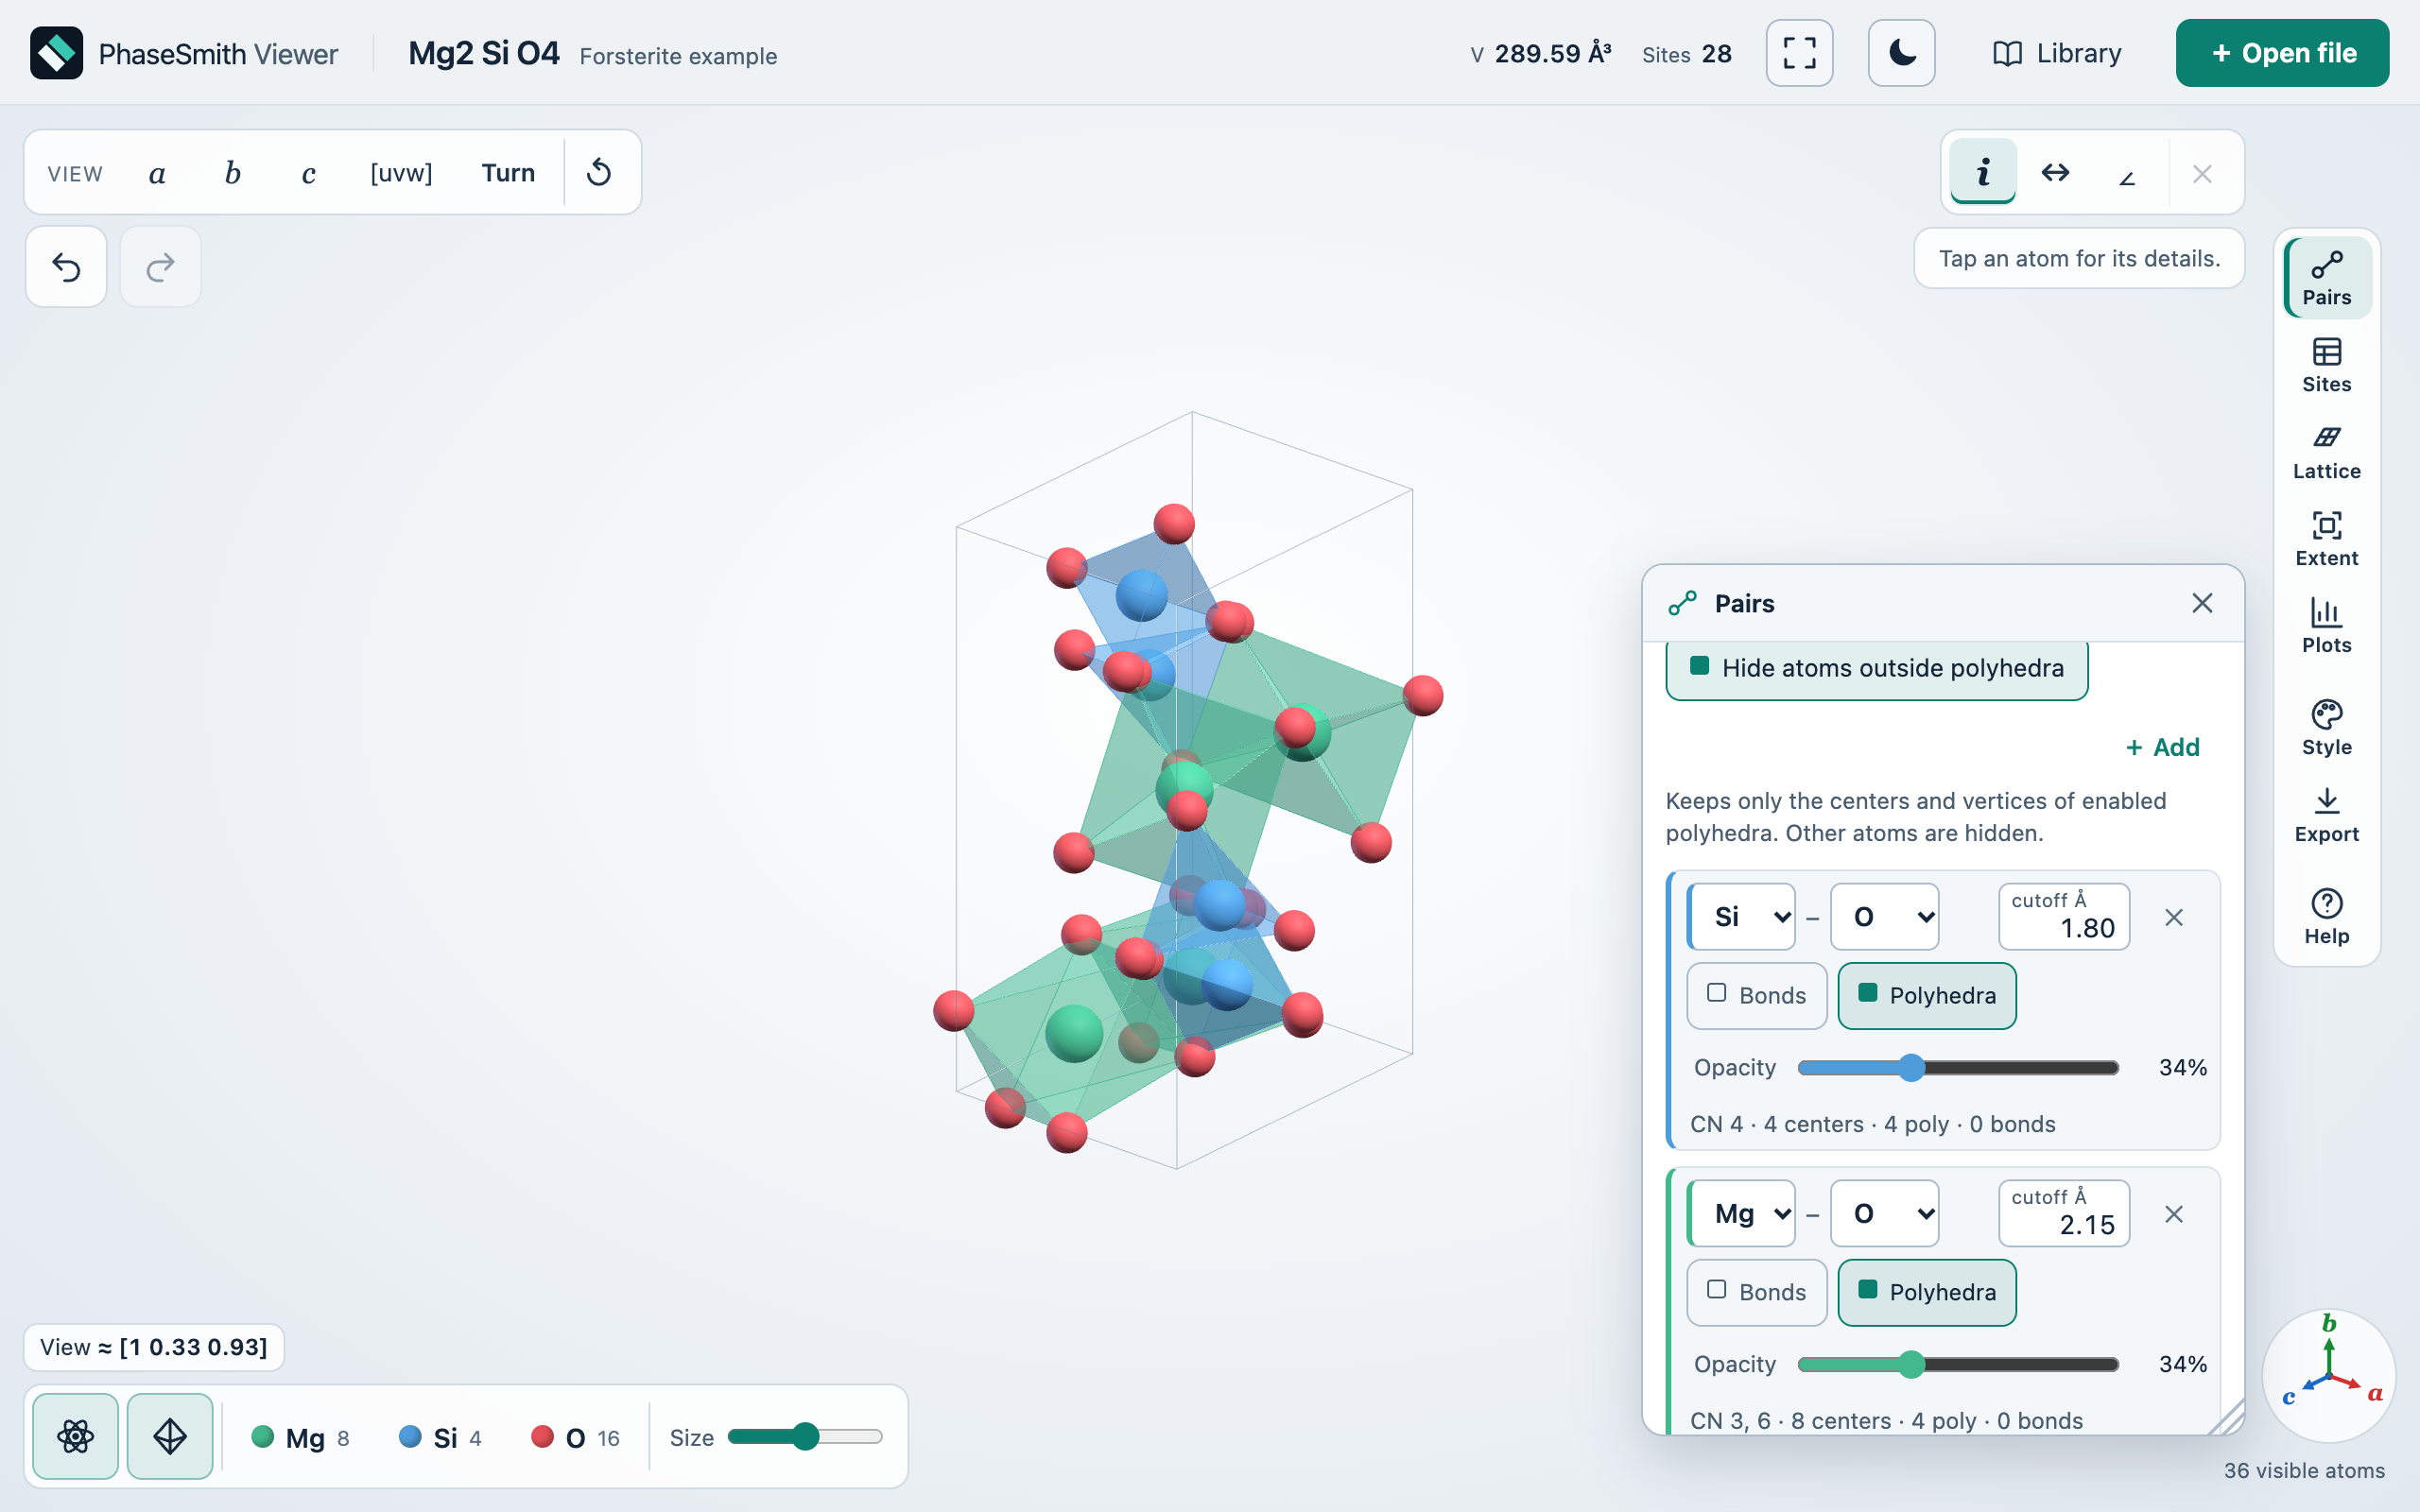 PhaseSmith Viewer
Mg2 Si O4 Forsterite example
V 289.59 Å³ Sites 28
Library
+ Open file
VIEW a b c [uvw] Turn
i
Tap an atom for its details.
Pairs
Sites
Lattice
Extent
Plots
Style
Export
Help
Pairs
Hide atoms outside polyhedra
+ Add
Keeps only the centers and vertices of enabled
polyhedra. Other atoms are hidden.
Si – O cutoff Å 1.80
Bonds Polyhedra
Opacity 34%
CN 4 · 4 centers · 4 poly · 0 bonds
Mg – O cutoff Å 2.15
Bonds Polyhedra
Opacity 34%
CN 3, 6 · 8 centers · 4 poly · 0 bonds
View ≈ [1 0.33 0.93]
Mg 8 Si 4 O 16 Size
b
c a
36 visible atoms